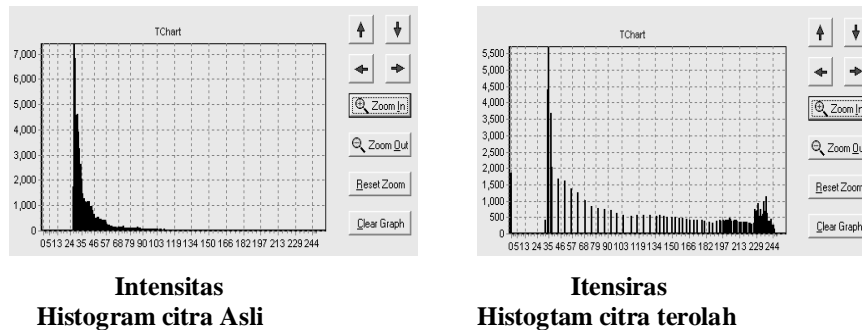 TChart
7,000
6,000
5,000
4,000
3,000
2,000
1,000
0
0513 24 35 46 57 68 79 90 103 119 134 150 166 182 197 213 229 244
Zoom In
Zoom Out
Reset Zoom
Clear Graph
Intensitas
Histogram citra Asli
TChart
5,500
5,000
4,500
4,000
3,500
3,000
2,500
2,000
1,500
1,000
500
0
0513 24 35 46 57 68 79 90 103 119 134 150 166 182 197 213 229 244
Zoom In
Zoom Ou
Reset Zoom
Clear Graph
Itensiras
Histogtam citra terolah